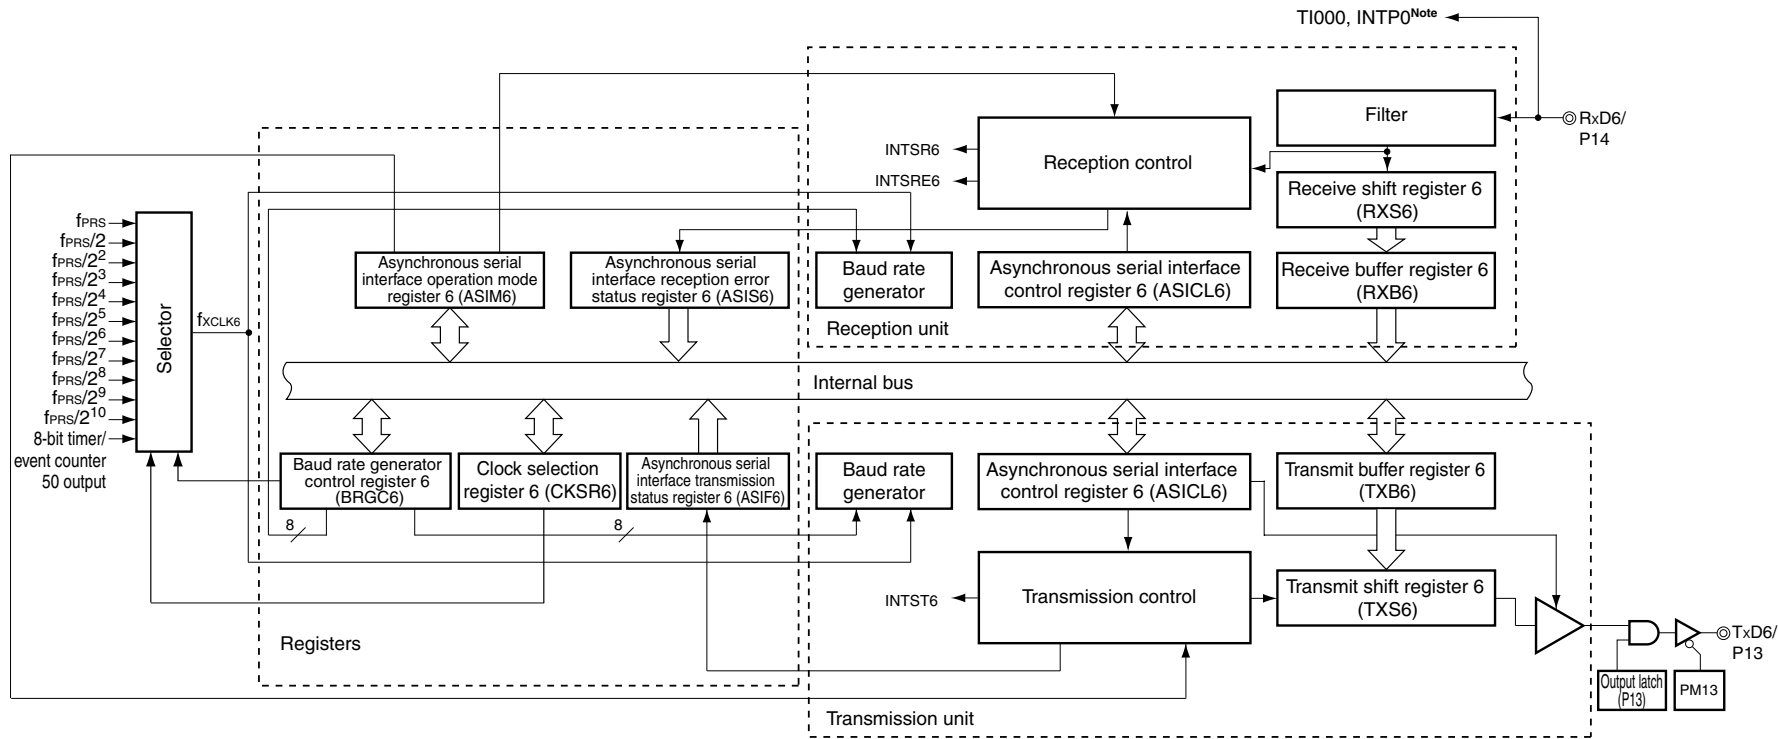 TI000, INTP0Note
Filter
RxD6/
P14
INTSR6
INTSRE6
Reception control
Receive shift register 6
(RXS6)
fPRS
fPRS/2
fPRS/2²
fPRS/2³
fPRS/2⁴
fPRS/2⁵
fPRS/2⁶
fPRS/2⁷
fPRS/2⁸
fPRS/2⁹
fPRS/2¹⁰
8-bit timer/
event counter
50 output
Selector
fXCLK6
Asynchronous serial
interface operation mode
register 6 (ASIM6)
Asynchronous serial
interface reception error
status register 6 (ASIS6)
Baud rate
generator
Asynchronous serial interface
control register 6 (ASICL6)
Receive buffer register 6
(RXB6)
Reception unit
Internal bus
Baud rate generator
control register 6
(BRGC6)
Clock selection
register 6 (CKSR6)
Asynchronous serial
interface transmission
status register 6 (ASIF6)
Baud rate
generator
Asynchronous serial interface
control register 6 (ASICL6)
Transmit buffer register 6
(TXB6)
8
8
INTST6
Transmission control
Transmit shift register 6
(TXS6)
Registers
TxD6/
P13
Output latch
(P13)
PM13
Transmission unit